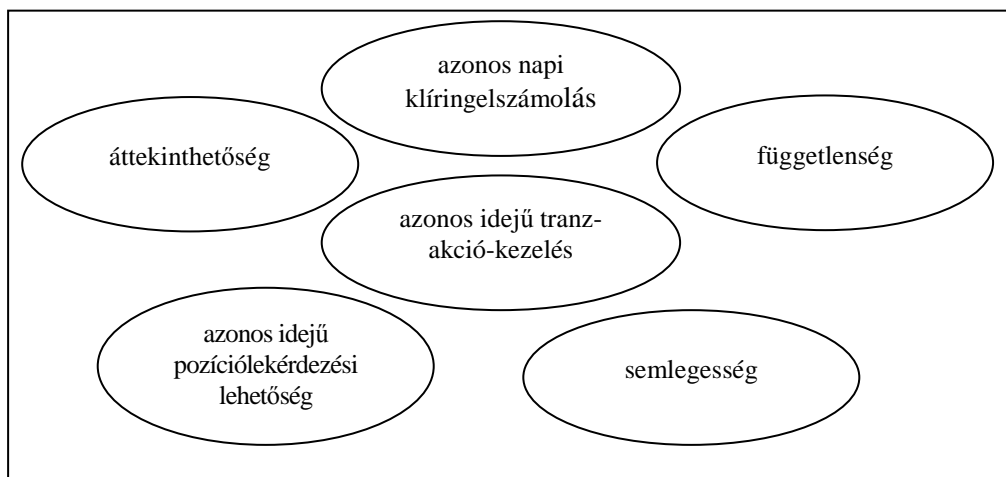 azonos napi
klíringelszámolás
áttekinthetőség
függetlenség
azonos idejű tranz-
akció-kezelés
azonos idejű
pozíciólekérdezési
lehetőség
semlegesség